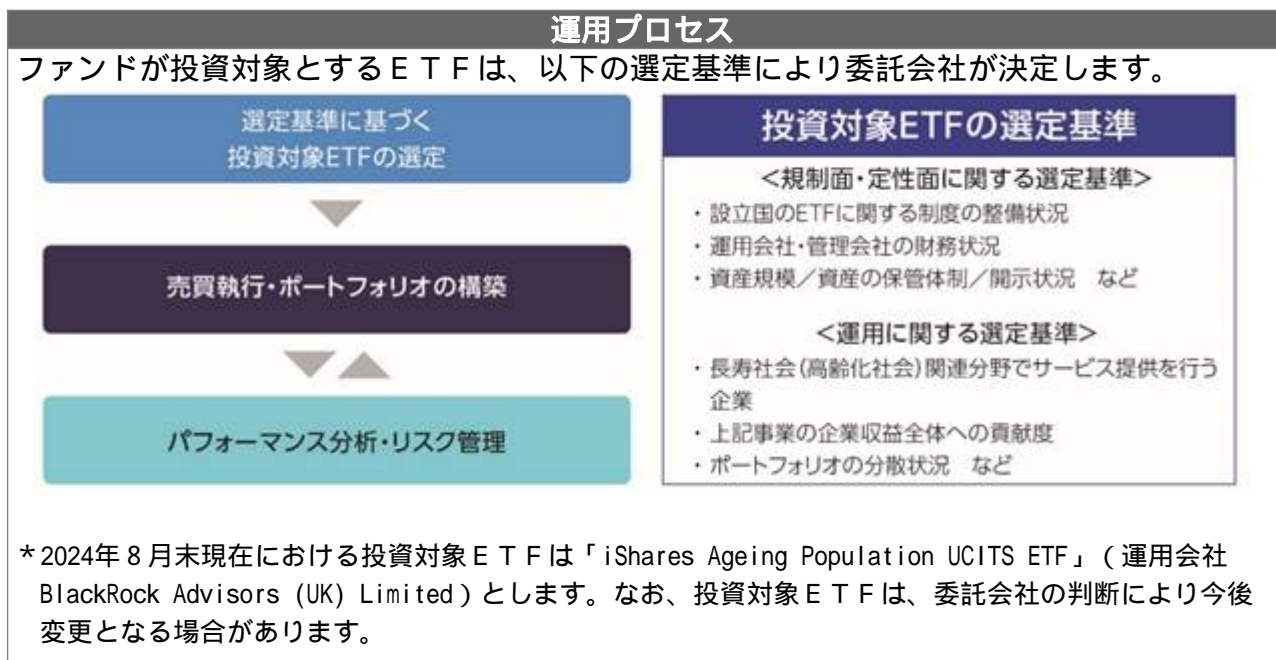 運用プロセス
ファンドが投資対象とするＥＴＦは、以下の選定基準により委託会社が決定します。
選定基準に基づく
投資対象ETFの選定
売買執行・ポートフォリオの構築
パフォーマンス分析・リスク管理
投資対象ETFの選定基準
＜規制面・定性面に関する選定基準＞
・設立国のETFに関する制度の整備状況
・運用会社・管理会社の財務状況
・資産規模／資産の保管体制／開示状況　など
＜運用に関する選定基準＞
・長寿社会（高齢化社会）関連分野でサービス提供を行う
企業
・上記事業の企業収益全体への貢献度
・ポートフォリオの分散状況　など
＊2024年８月末現在における投資対象ＥＴＦは「iShares Ageing Population UCITS ETF」（運用会社
BlackRock Advisors (UK) Limited）とします。なお、投資対象ＥＴＦは、委託会社の判断により今後
変更となる場合があります。